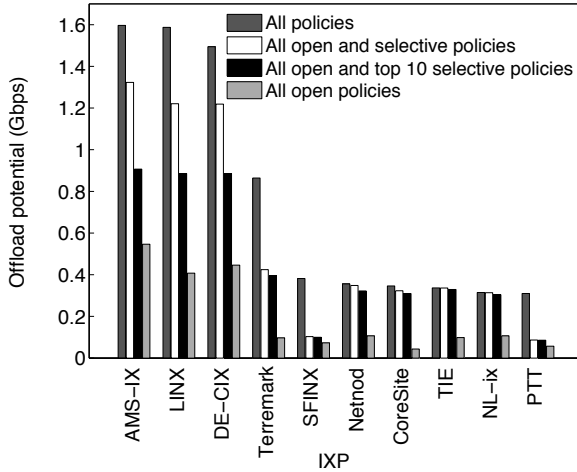 1.6
1.4
1.2
1
0.8
0.6
0.4
0.2
0
Offload potential (Gbps)
All policies
All open and selective policies
All open and top 10 selective policies
All open policies
AMS−IX
LINX
DE−CIX
Terremark
SFINX
Netnod
CoreSite
TIE
NL−ix
PTT
IXP